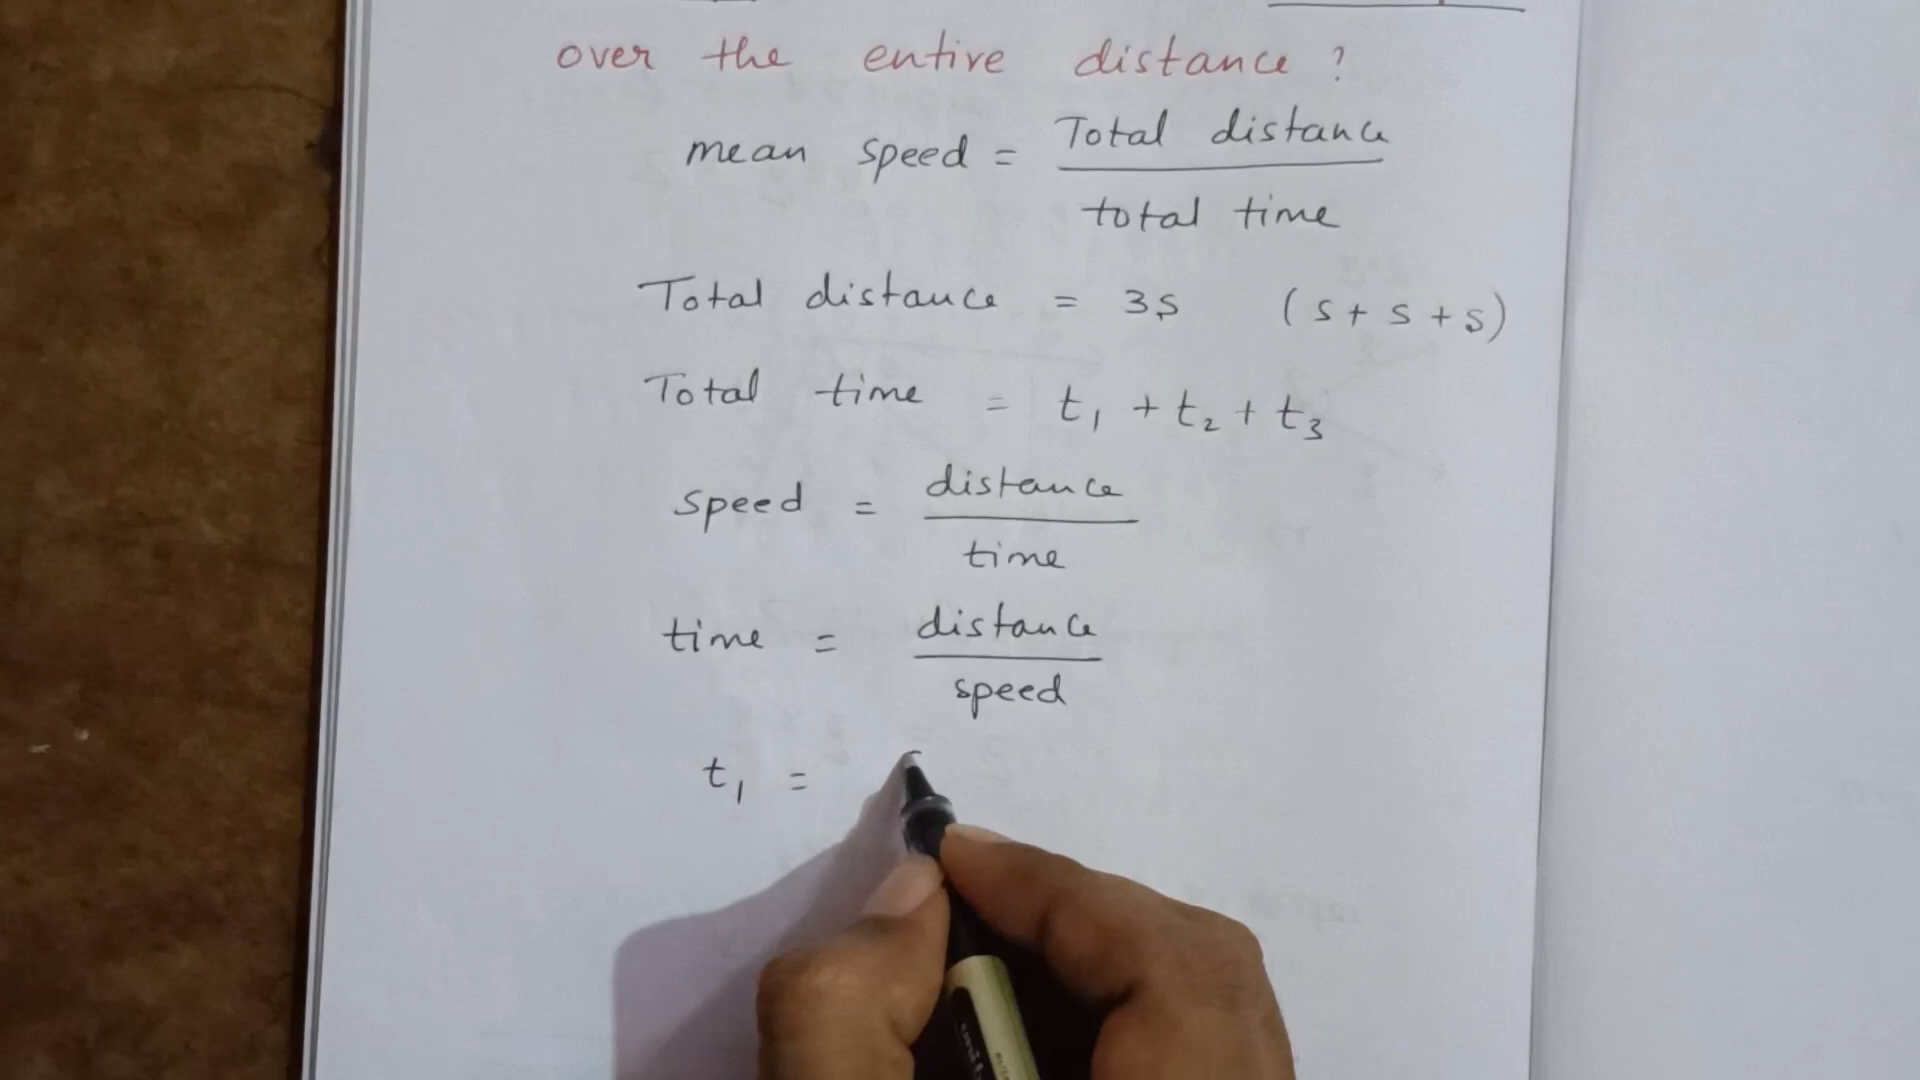 over the entire distance ?
mean speed = Total distance
total time
Total distance = 3s (s + s + s)
Total time = t₁ + t₂ + t₃
speed = distance
time
time = distance
speed
t₁ =